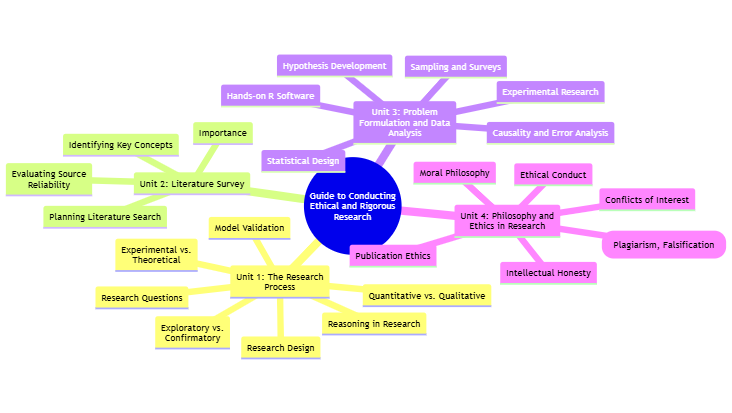 Hypothesis Development
Sampling and Surveys
Hands-on R Software
Experimental Research
Unit 3: Problem
Formulation and Data
Analysis
Causality and Error Analysis
Statistical Design
Importance
Identifying Key Concepts
Evaluating Source
Reliability
Unit 2: Literature Survey
Planning Literature Search
Guide to Conducting
Ethical and Rigorous
Research
Moral Philosophy
Ethical Conduct
Conflicts of Interest
Unit 4: Philosophy and
Ethics in Research
Plagiarism, Falsification
Publication Ethics
Intellectual Honesty
Model Validation
Experimental vs.
Theoretical
Unit 1: The Research
Process
Research Questions
Quantitative vs. Qualitative
Exploratory vs.
Confirmatory
Reasoning in Research
Research Design